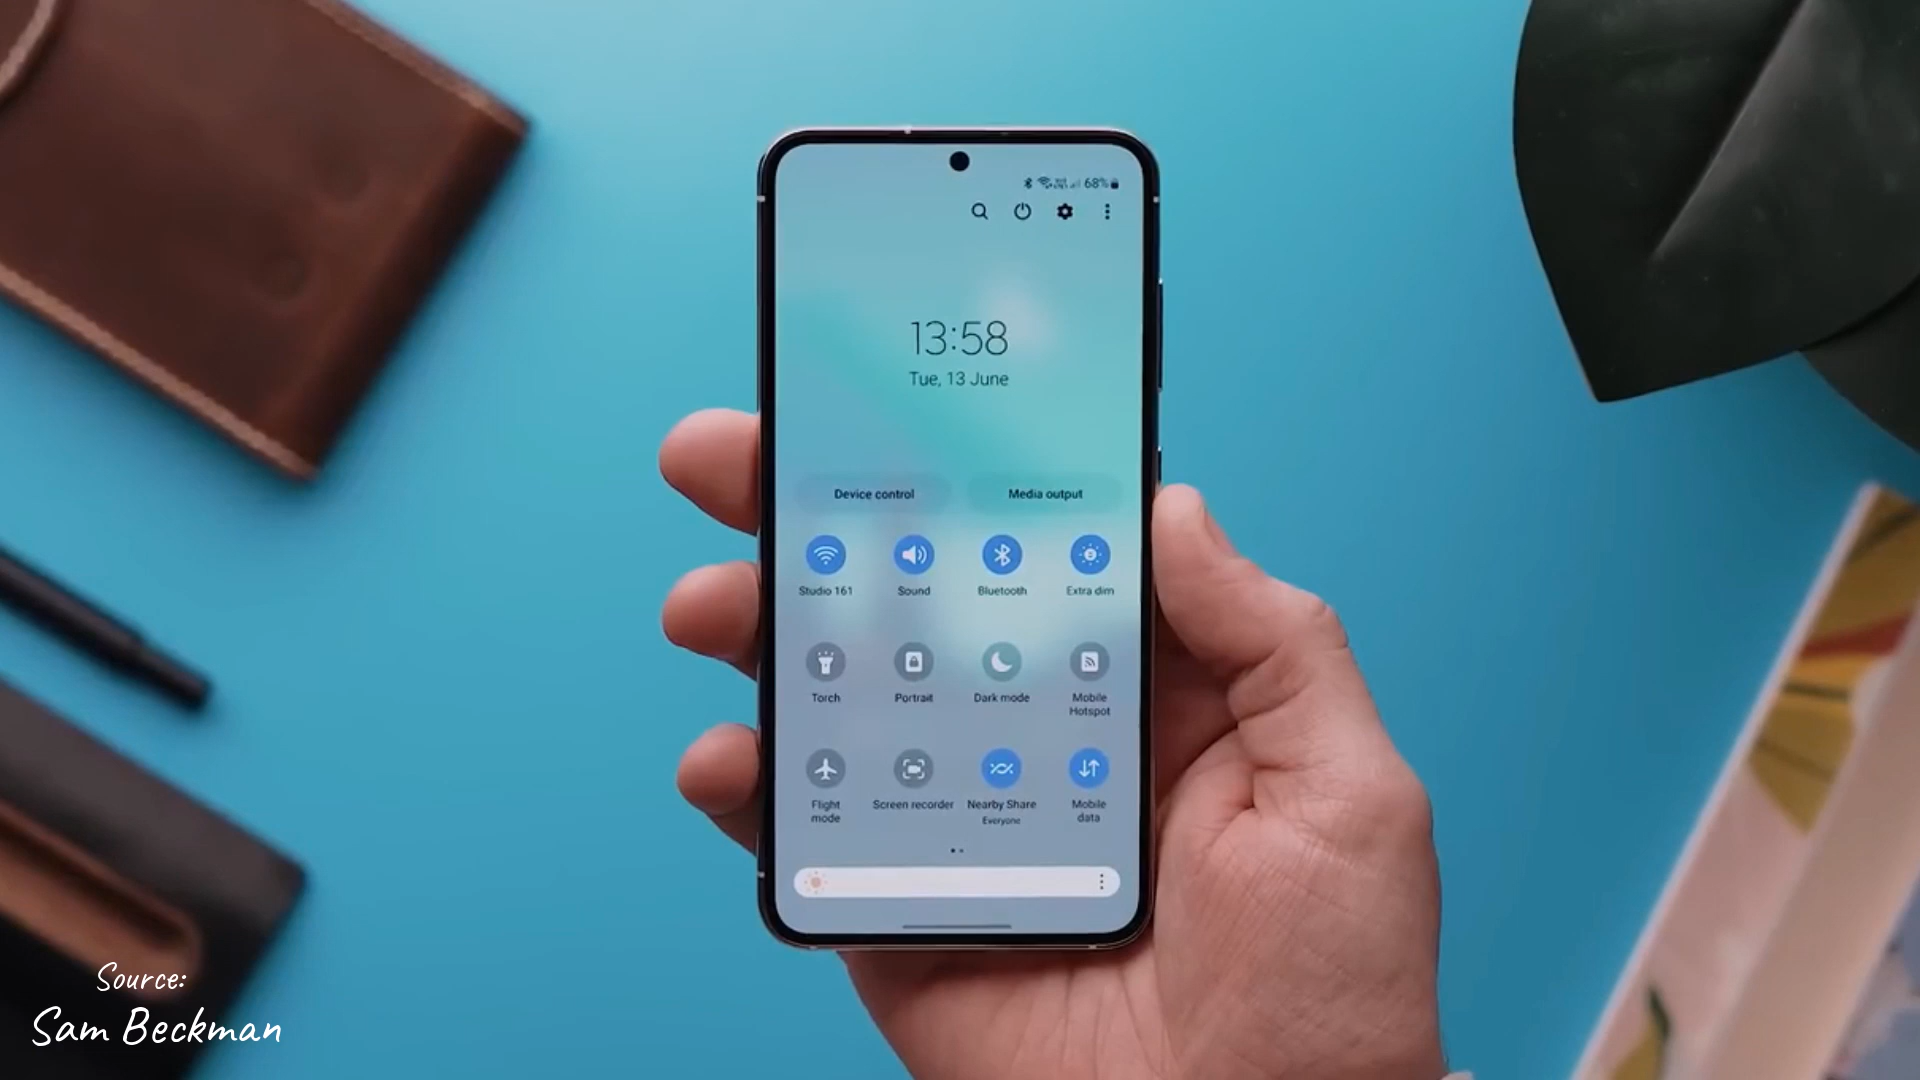 68%
13:58
Tue, 13 June
Device control
Media output
Studio 161
Sound
Bluetooth
Extra dim
Torch
Portrait
Dark mode
Mobile
Hotspot
Flight
mode
Screen recorder
Nearby Share
Everyone
Mobile
data
Source:
Sam Beckman